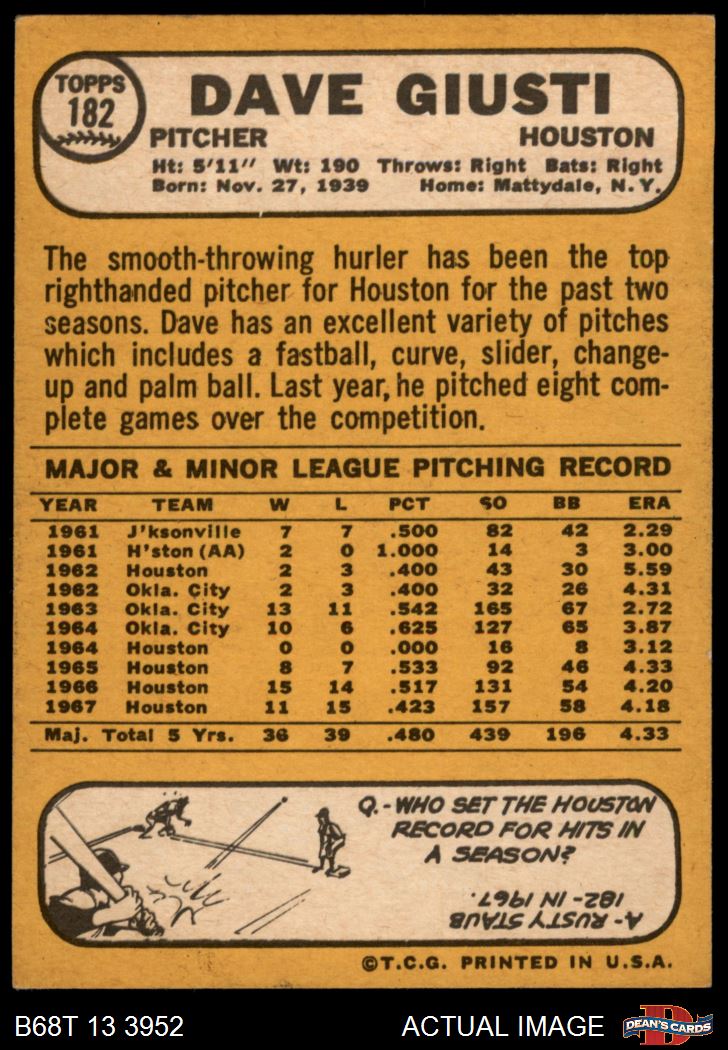 TOPPS
182
DAVE GIUSTI
PITCHER HOUSTON
Ht: 5'11" Wt: 190 Throws: Right Bats: Right
Born: Nov. 27, 1939 Home: Mattydale, N.Y.
The smooth-throwing hurler has been the top
righthanded pitcher for Houston for the past two
seasons. Dave has an excellent variety of pitches
which includes a fastball, curve, slider, change-
up and palm ball. Last year, he pitched eight com-
plete games over the competition.
MAJOR & MINOR LEAGUE PITCHING RECORD
YEAR TEAM W L PCT SO BB ERA
1961 J'ksonville 7 7 .500 82 42 2.29
1961 H'ston (AA) 2 0 1.000 14 3 3.00
1962 Houston 2 3 .400 43 30 5.59
1962 Okla. City 2 3 .400 32 26 4.31
1963 Okla. City 13 11 .542 165 67 2.72
1964 Okla. City 10 6 .625 127 65 3.87
1964 Houston 0 0 .000 16 8 3.12
1965 Houston 8 7 .533 92 46 4.33
1966 Houston 15 14 .517 131 54 4.20
1967 Houston 11 15 .423 157 58 4.18
Maj. Total 5 Yrs. 36 39 .480 439 196 4.33
Q.-WHO SET THE HOUSTON
RECORD FOR HITS IN
A SEASON?
A-RUSTY STAUB
182- IN 1967.
©T.C.G. PRINTED IN U.S.A.
B68T 13 3952 ACTUAL IMAGE
DEAN'S CARDS